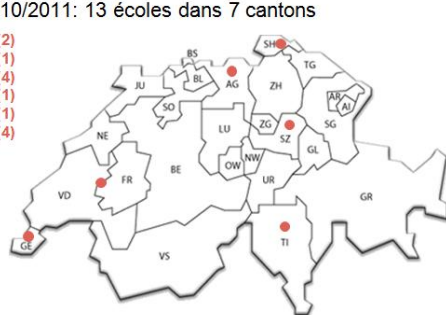 10/2011: 13 écoles dans 7 cantons
2)
1)
4)
1)
1)
4)
SH
BS
TG
BL
JU
AG
ZH
SO
AR
AI
LU
ZG
SG
NE
SZ
GL
NW
OW
BE
FR
UR
VD
GR
GE
TI
VS